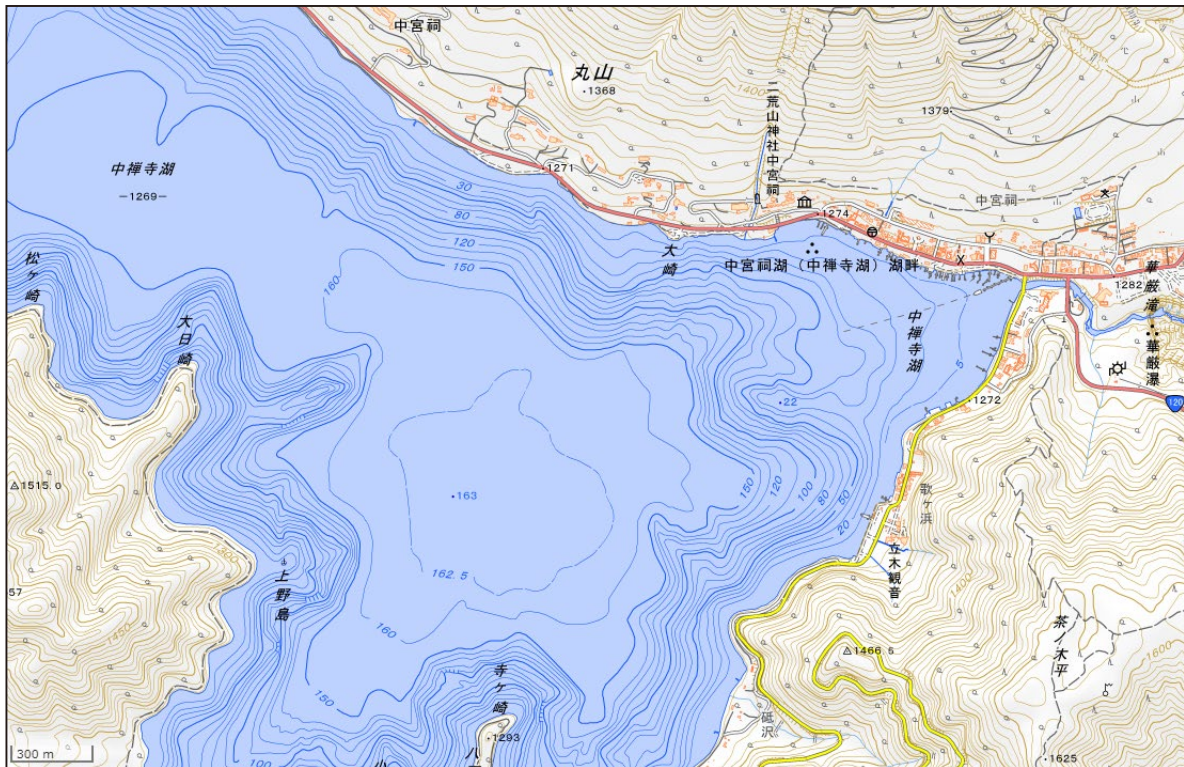 中宮祠
丸山
1368
1400
1379
二荒山神社中宮祠
中禅寺湖
-1269-
1271
30
80
120
150
160
大崎
1274
中宮祠
中宮祠湖（中禅寺湖）湖畔
中禅寺湖
5
1282
華厳滝
華厳瀑
120
1272
松ヶ崎
大日崎
22
1515.0
163
150
120
100
80
50
20
歌ヶ浜
立木観音
1300
上野島
162.5
57
1450
160
150
1400
1466.5
茶ノ木平
1600
寺ヶ崎
1293
砥沢
1625
100
300 m
八